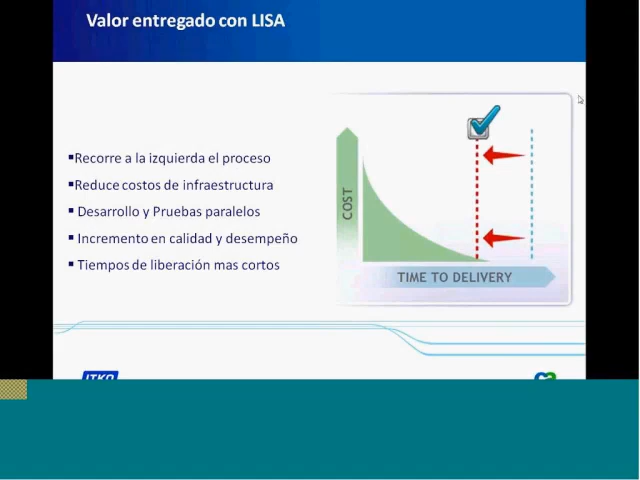 Valor entregado con LISA
▪Recorre a la izquierda el proceso
▪Reduce costos de infraestructura
▪ Desarrollo y Pruebas paralelos
▪ Incremento en calidad y desempeño
▪ Tiempos de liberación mas cortos
COST
TIME TO DELIVERY
ITKO